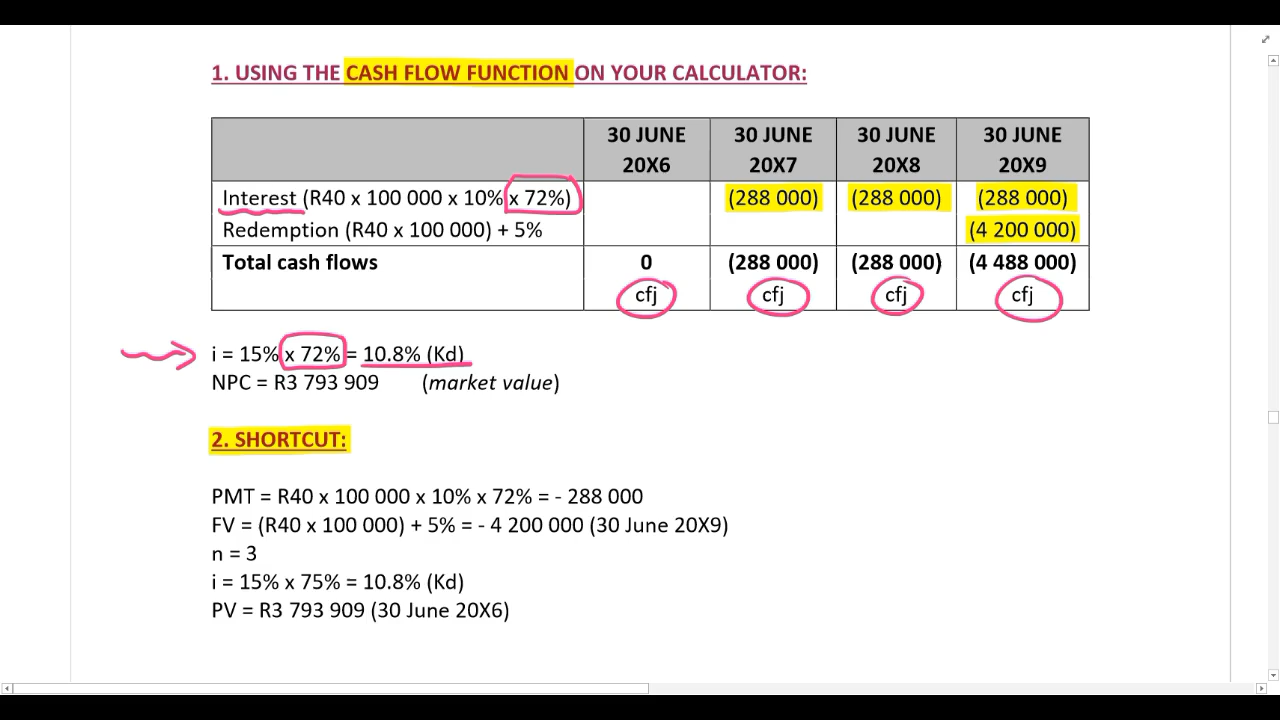 1. USING THE CASH FLOW FUNCTION ON YOUR CALCULATOR:
30 JUNE 20X6 30 JUNE 20X7 30 JUNE 20X8 30 JUNE 20X9
Interest (R40 x 100 000 x 10% x 72%) (288 000) (288 000) (288 000)
Redemption (R40 x 100 000) + 5% (4 200 000)
Total cash flows 0 (288 000) (288 000) (4 488 000)
cfj cfj cfj cfj
i = 15% x 72% = 10.8% (Kd)
NPC = R3 793 909 (market value)
2. SHORTCUT:
PMT = R40 x 100 000 x 10% x 72% = - 288 000
FV = (R40 x 100 000) + 5% = - 4 200 000 (30 June 20X9)
n = 3
i = 15% x 75% = 10.8% (Kd)
PV = R3 793 909 (30 June 20X6)